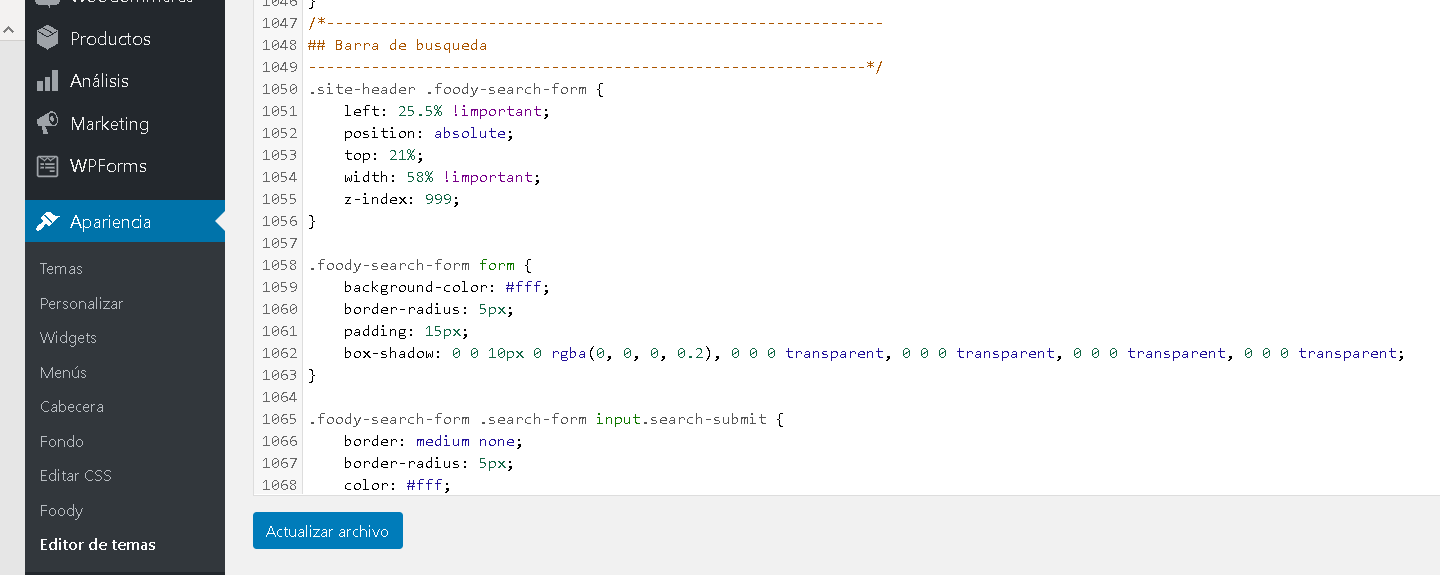 Productos
Análisis
Marketing
WPForms
Apariencia
Temas
Personalizar
Widgets
Menús
Cabecera
Fondo
Editar CSS
Foody
Editor de temas
1046 }
1047 /*--------------------------------------------------------------
1048 ## Barra de busqueda
1049 --------------------------------------------------------------*/
1050 .site-header .foody-search-form {
1051     left: 25.5% !important;
1052     position: absolute;
1053     top: 21%;
1054     width: 58% !important;
1055     z-index: 999;
1056 }
1057
1058 .foody-search-form form {
1059     background-color: #fff;
1060     border-radius: 5px;
1061     padding: 15px;
1062     box-shadow: 0 0 10px 0 rgba(0, 0, 0, 0.2), 0 0 0 transparent, 0 0 0 transparent, 0 0 0 transparent, 0 0 0 transparent;
1063 }
1064
1065 .foody-search-form .search-form input.search-submit {
1066     border: medium none;
1067     border-radius: 5px;
1068     color: #fff;
Actualizar archivo